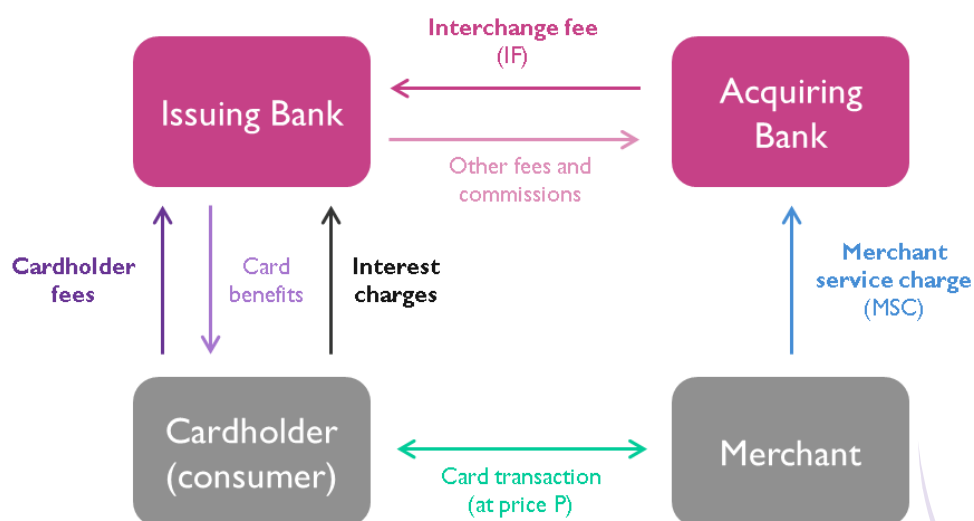 Interchange fee
(IF)
Issuing Bank
Acquiring
Bank
Other fees and
commissions
Cardholder
fees
Card
benefits
Interest
charges
Merchant
service charge
(MSC)
Cardholder
(consumer)
Card transaction
(at price P)
Merchant